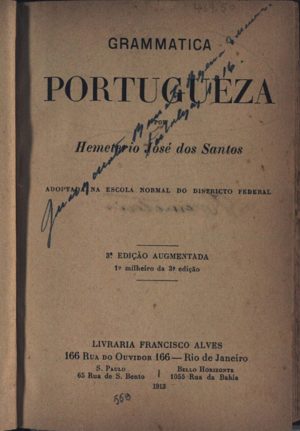 GRAMMATICA
PORTUGUEZA
POR
Hemeterio José dos Santos
ADOPTADA NA ESCOLA NORMAL DO DISTRICTO FEDERAL
3ª EDIÇÃO AUGMENTADA
1º milheiro da 3ª edição
LIVRARIA FRANCISCO ALVES
166 RUA DO OUVIDOR 166 — Rio de Janeiro
S. PAULO
65 Rua de S. Bento
BELLO HORIZONTE
1055 Rua da Bahia
1913